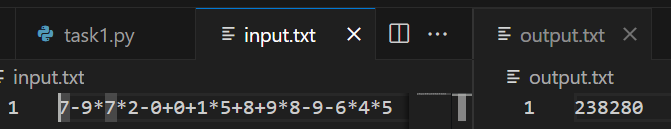 task1.py input.txt output.txt
input.txt output.txt
1 7-9*7*2-0+0+1*5+8+9*8-9-6*4*5 1 238280